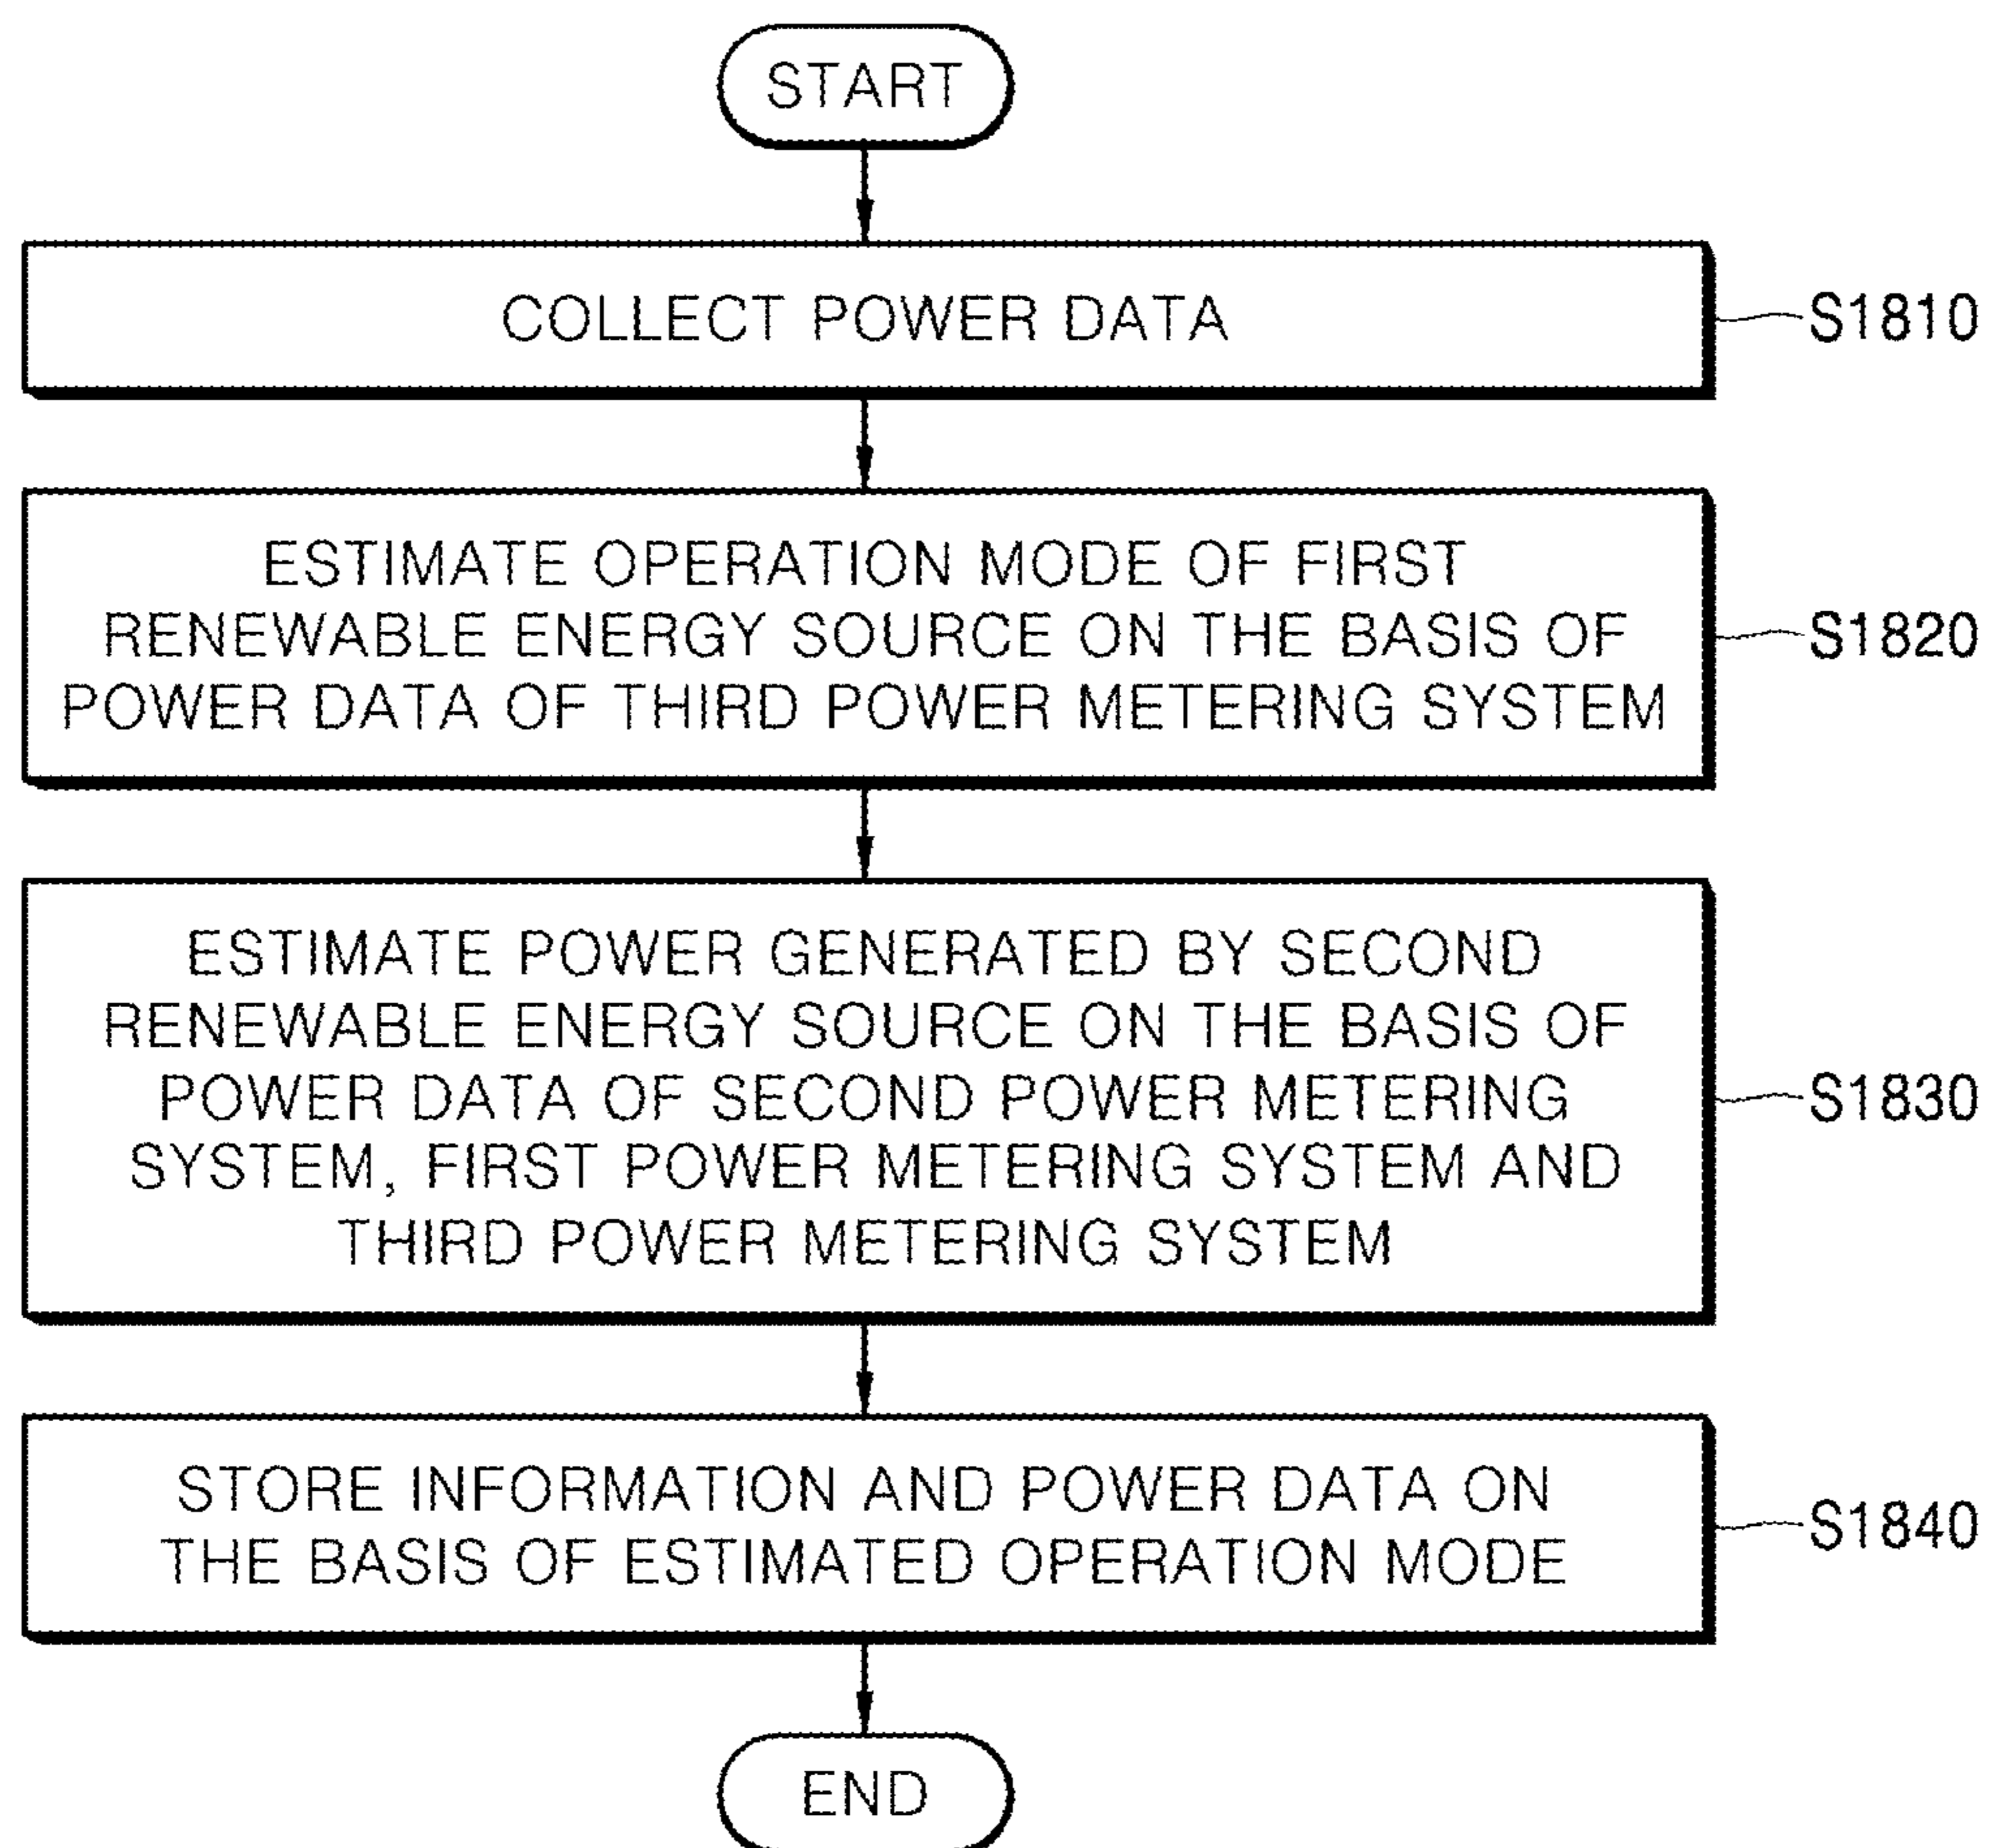 START
COLLECT POWER DATA
S1810
ESTIMATE OPERATION MODE OF FIRST
RENEWABLE ENERGY SOURCE ON THE BASIS OF
POWER DATA OF THIRD POWER METERING SYSTEM
S1820
ESTIMATE POWER GENERATED BY SECOND
RENEWABLE ENERGY SOURCE ON THE BASIS OF
POWER DATA OF SECOND POWER METERING
SYSTEM, FIRST POWER METERING SYSTEM AND
THIRD POWER METERING SYSTEM
S1830
STORE INFORMATION AND POWER DATA ON
THE BASIS OF ESTIMATED OPERATION MODE
S1840
END